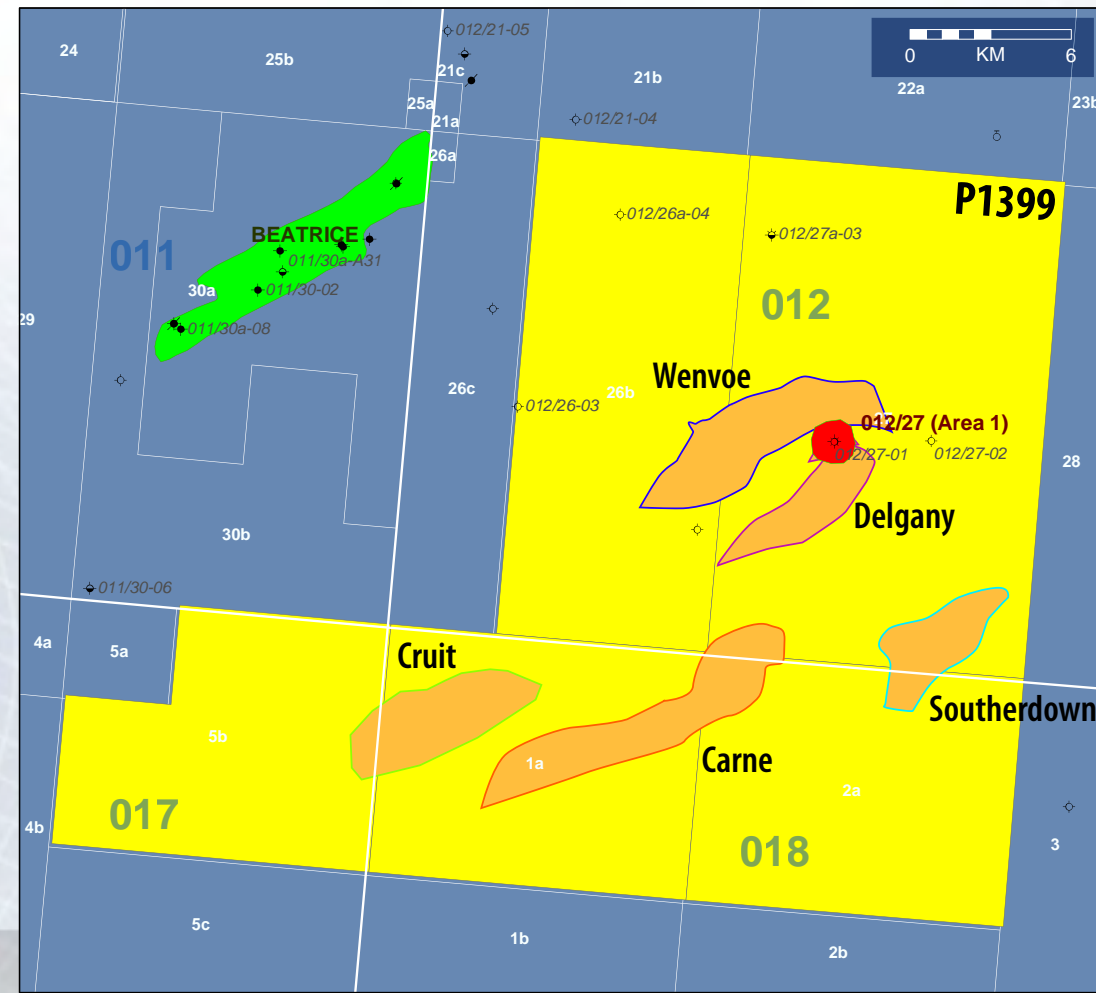 24
25b
012/21-05
21c
0 KM 6
21b
22a
23b
25a
21a
012/21-04
26a
P1399
012/26a-04
BEATRICE
012/27a-03
011
011/30a-A31
30a
011/30-02
012
29
011/30a-08
Wenvoe
26c
26b
012/26-03
012/27 (Area 1)
012/27-01
012/27-02
28
Delgany
30b
011/30-06
4a
5a
Cruit
Southerdown
5b
1a
Carne
2a
017
4b
018
3
5c
1b
2b